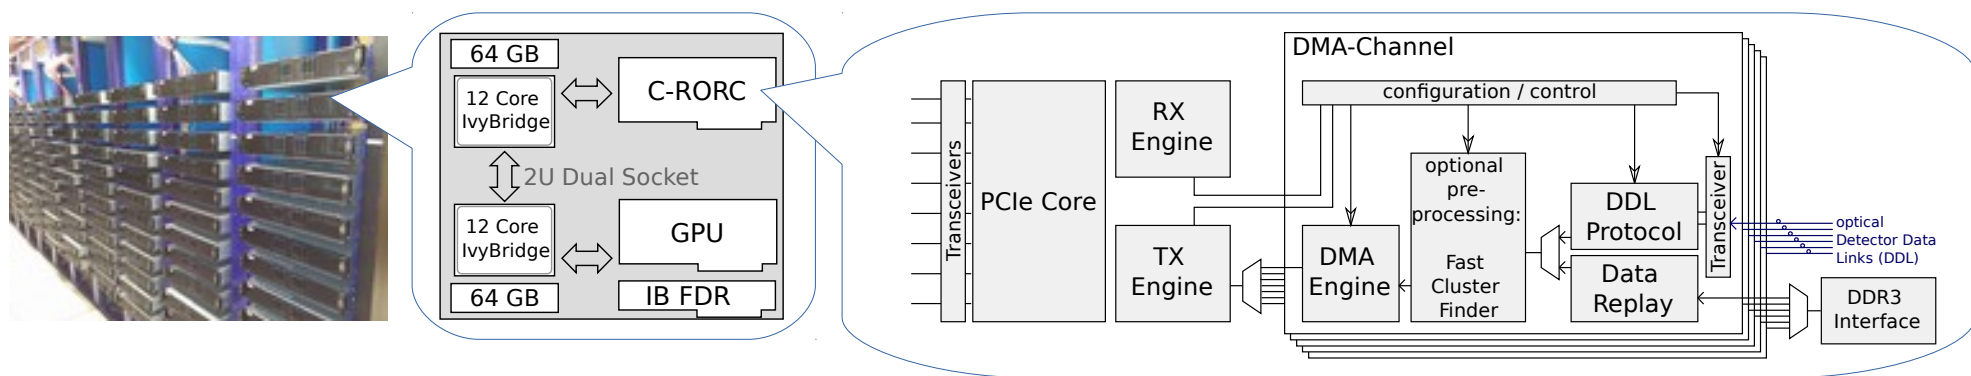 64 GB
12 Core
IvyBridge
C-RORC
2U Dual Socket
12 Core
IvyBridge
GPU
64 GB
IB FDR
Transceivers
PCIe Core
RX
Engine
TX
Engine
DMA-Channel
configuration / control
DMA
Engine
optional
pre-
processing:
Fast
Cluster
Finder
DDL
Protocol
Data
Replay
Transceiver
optical
Detector Data
Links (DDL)
DDR3
Interface